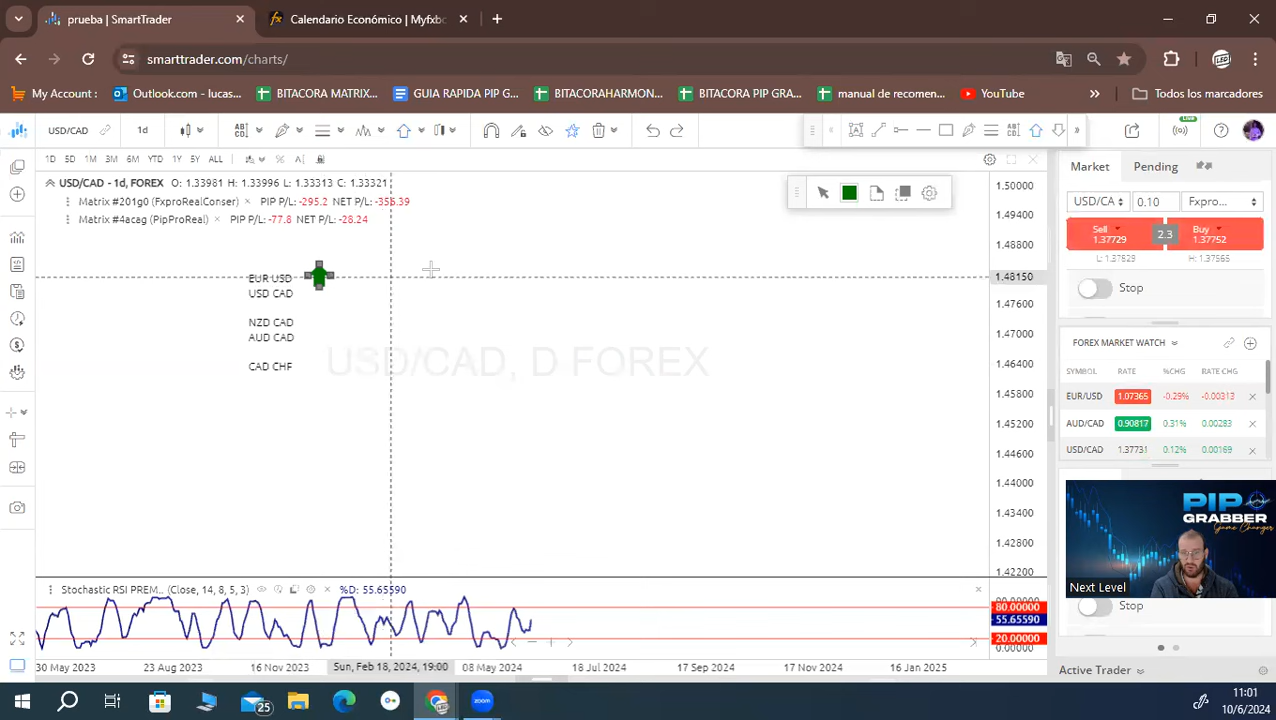 prueba | SmartTrader
Calendario Económico | Myfxbo
smarttrader.com/charts/
My Account :
Outlook.com - lucas...
BITACORA MATRIX...
GUIA RAPIDA PIP G...
BITACORAHARMON...
BITACORA PIP GRA...
manual de recomen...
YouTube
Todos los marcadores
USD/CAD
1d
LIVE
1D 5D 1M 3M 6M YTD 1Y 5Y ALL
USD/CAD - 1d, FOREX O: 1.33981 H: 1.33996 L: 1.33313 C: 1.33321
Matrix #201g0 (FxproRealConser) × PIP P/L: -295.2 NET P/L: -356.39
Matrix #4acag (PipProReal) × PIP P/L: -77.8 NET P/L: -28.24
EUR USD
USD CAD
NZD CAD
AUD CAD
CAD CHF
USD/CAD, D FOREX
1.50000
1.49400
1.48800
1.48150
1.47600
1.47000
1.46400
1.45800
1.45200
1.44600
1.44000
1.43400
1.42800
1.42200
Market
Pending
USD/CA
0.10
Fxpro...
Sell
1.37729
2.3
Buy
1.37752
L: 1.37529
H: 1.37565
Stop
FOREX MARKET WATCH
SYMBOL RATE %CHG RATE CHG
EUR/USD 1.07365 -0.29% -0.00313
AUD/CAD 0.90817 0.31% 0.00283
USD/CAD 1.37731 0.12% 0.00169
PIP
GRABBER
Game Changer
Next Level
Stop
Stochastic RSI PREM... (Close, 14, 8, 5, 3)
%D: 55.65590
80.00000
55.65590
20.00000
0.00000
30 May 2023
23 Aug 2023
16 Nov 2023
Sun, Feb 18, 2024, 19:00
08 May 2024
18 Jul 2024
17 Sep 2024
17 Nov 2024
16 Jan 2025
Active Trader
25
zoom
11:01
10/6/2024